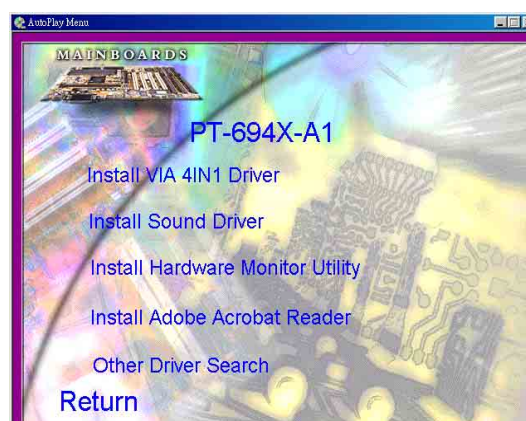 AutoPlay Menu
MAINBOARDS
PT-694X-A1
Install VIA 4IN1 Driver
Install Sound Driver
Install Hardware Monitor Utility
Install Adobe Acrobat Reader
Other Driver Search
Return